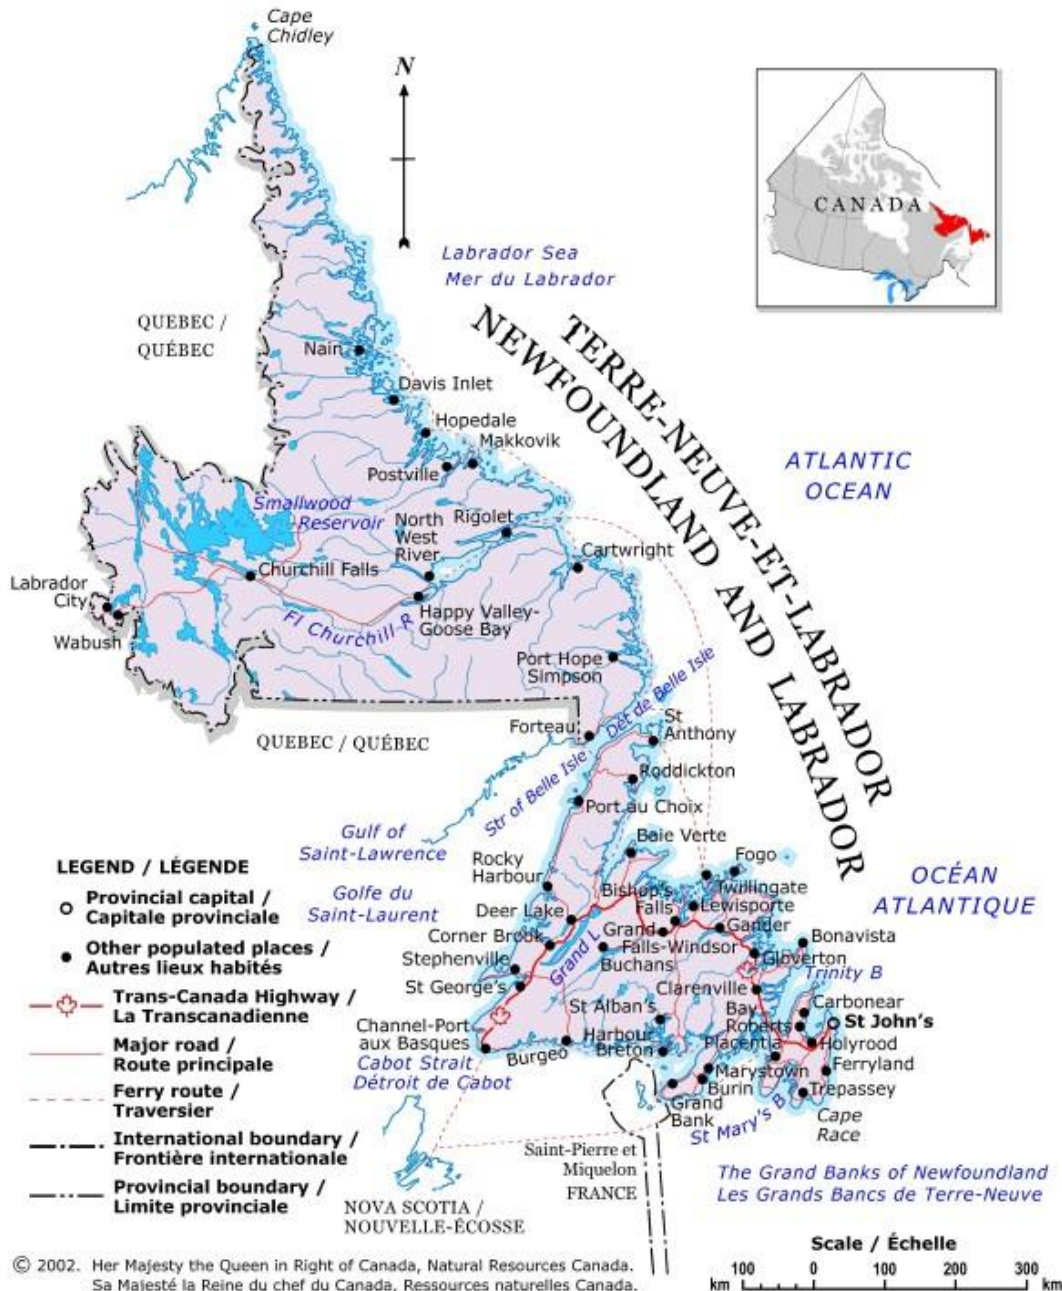 Cape
Chidley
N
CANADA
Labrador Sea
Mer du Labrador
QUEBEC /
QUÉBEC
TERRE-NEUVE-ET-LABRADOR
NEWFOUNDLAND AND LABRADOR
Nain
Davis Inlet
Hopedale
Makkovik
Postville
ATLANTIC
OCEAN
Smallwood
Reservoir
North
West
River
Rigolet
Cartwright
Churchill Falls
Labrador
City
Wabush
Happy Valley-
Goose Bay
Fl Churchill R
Port Hope
Simpson
Forteau
QUEBEC / QUÉBEC
Str of Belle Isle
Dét de Belle Isle
St
Anthony
Roddickton
Port au Choix
Gulf of
Saint-Lawrence
Golfe du
Saint-Laurent
Baie Verte
Fogo
Rocky
Harbour
Bishop's
Falls
Twillingate
Lewisporte
OCÉAN
ATLANTIQUE
Deer Lake
Corner Brook
Grand L
Grand
Falls-Windsor
Gander
Bonavista
Stephenville
Buchans
Gloverton
Trinity B
St George's
St Alban's
Clarenville
Carbonear
Bay
Roberts
St John's
Channel-Port
aux Basques
Burgeo
Harbour
Breton
Placentia
Holyrood
Cabot Strait
Détroit de Cabot
Marystown
Burin
Ferryland
Grand
Bank
Trepassey
St Mary's B
Cape
Race
Saint-Pierre et
Miquelon
FRANCE
The Grand Banks of Newfoundland
Les Grands Bancs de Terre-Neuve
NOVA SCOTIA /
NOUVELLE-ÉCOSSE
LEGEND / LÉGENDE
Provincial capital /
Capitale provinciale
Other populated places /
Autres lieux habités
Trans-Canada Highway /
La Transcanadienne
Major road /
Route principale
Ferry route /
Traversier
International boundary /
Frontière internationale
Provincial boundary /
Limite provinciale
Scale / Échelle
km 100 0 100 200 300 km
© 2002. Her Majesty the Queen in Right of Canada, Natural Resources Canada.
Sa Majesté la Reine du chef du Canada, Ressources naturelles Canada.